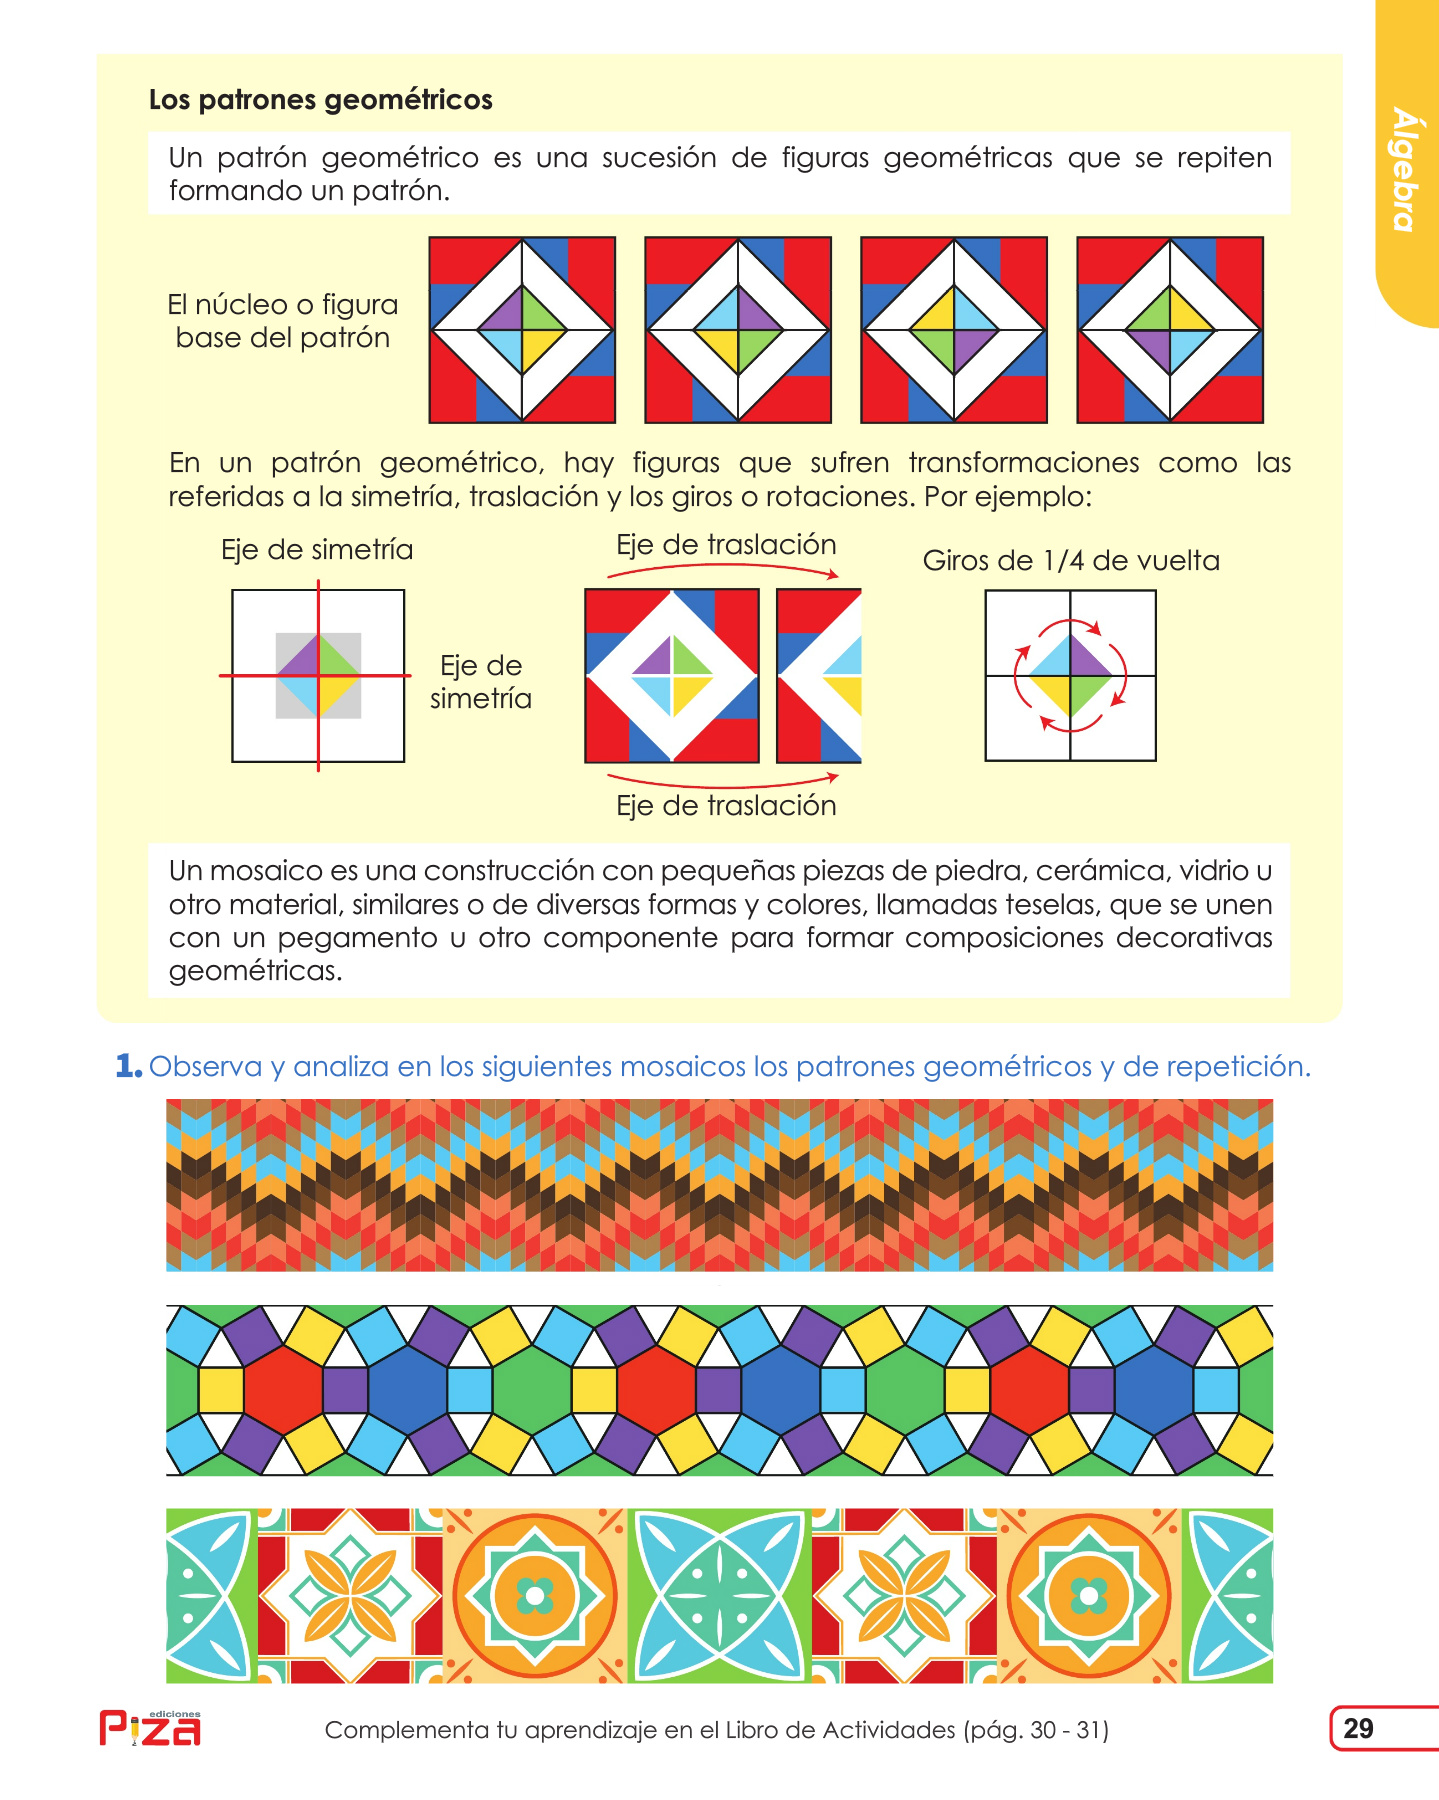 Álgebra
Los patrones geométricos
Un patrón geométrico es una sucesión de figuras geométricas que se repiten
formando un patrón.
El núcleo o figura
base del patrón
En un patrón geométrico, hay figuras que sufren transformaciones como las
referidas a la simetría, traslación y los giros o rotaciones. Por ejemplo:
Eje de simetría
Eje de
simetría
Eje de traslación
Eje de traslación
Giros de 1/4 de vuelta
Un mosaico es una construcción con pequeñas piezas de piedra, cerámica, vidrio u
otro material, similares o de diversas formas y colores, llamadas teselas, que se unen
con un pegamento u otro componente para formar composiciones decorativas
geométricas.
1. Observa y analiza en los siguientes mosaicos los patrones geométricos y de repetición.
ediciones
Piza
Complementa tu aprendizaje en el Libro de Actividades (pág. 30 - 31)
29